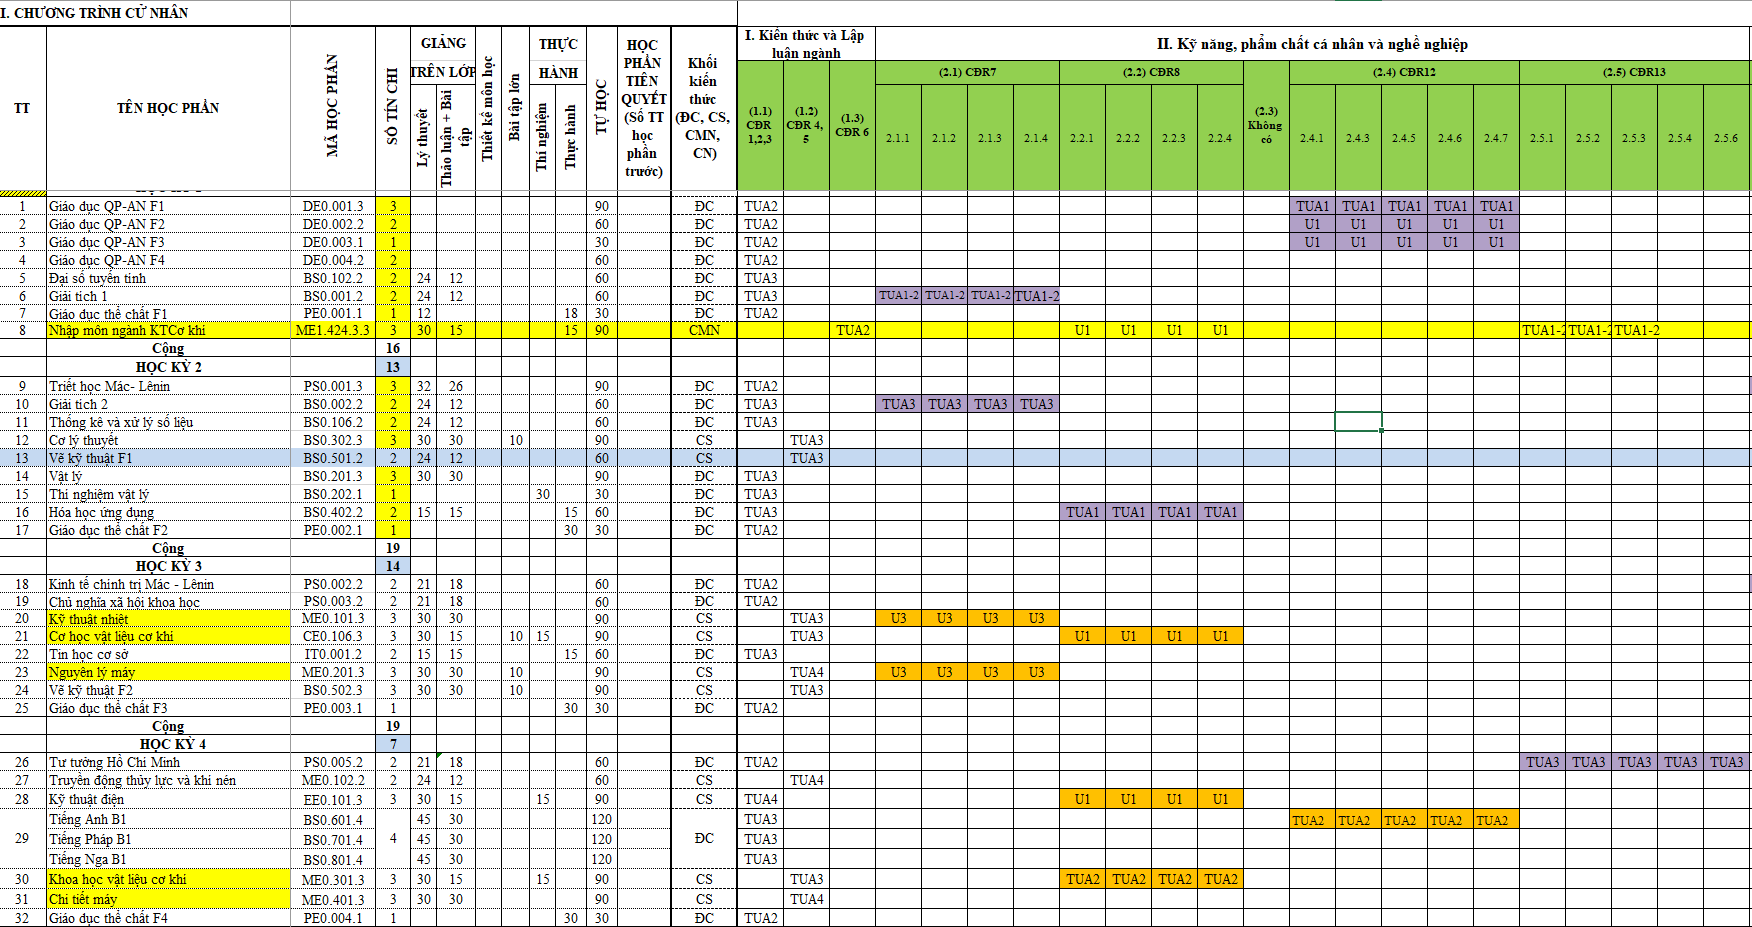 I. CHƯƠNG TRÌNH CỬ NHÂN
TT TÊN HỌC PHẦN MÃ HỌC PHẦN SỐ TÍN CHỈ GIẢNG TRÊN LỚP Lý thuyết Thảo luận + Bài tập Thiết kế môn học Bài tập lớn THỰC HÀNH Thí nghiệm Thực hành TỰ HỌC HỌC PHẦN TIÊN QUYẾT (Số TT học phần trước) Khối kiến thức (ĐC, CS, CMN, CN)
I. Kiến thức và Lập luận ngành II. Kỹ năng, phẩm chất cá nhân và nghề nghiệp
(1.1) CĐR 1,2,3 (1.2) CĐR 4, 5 (1.3) CĐR 6 (2.1) CĐR7 (2.2) CĐR8 (2.3) Không có (2.4) CĐR12 (2.5) CĐR13
2.1.1 2.1.2 2.1.3 2.1.4 2.2.1 2.2.2 2.2.3 2.2.4 2.4.1 2.4.3 2.4.5 2.4.6 2.4.7 2.5.1 2.5.2 2.5.3 2.5.4 2.5.6
1 Giáo dục QP-AN F1 DE0.001.3 3 90 ĐC TUA2 TUA1 TUA1 TUA1 TUA1 TUA1
2 Giáo dục QP-AN F2 DE0.002.2 2 60 ĐC TUA2 U1 U1 U1 U1 U1
3 Giáo dục QP-AN F3 DE0.003.1 1 30 ĐC TUA2 U1 U1 U1 U1 U1
4 Giáo dục QP-AN F4 DE0.004.2 2 60 ĐC TUA2
5 Đại số tuyến tính BS0.102.2 2 24 12 60 ĐC TUA3
6 Giải tích 1 BS0.001.2 2 24 12 60 ĐC TUA3 TUA1-2 TUA1-2 TUA1-2 TUA1-2
7 Giáo dục thể chất F1 PE0.001.1 1 12 18 30 ĐC TUA2
8 Nhập môn ngành KTCơ khí ME1.424.3.3 3 30 15 15 90 CMN TUA2 U1 U1 U1 U1 TUA1-2 TUA1-2 TUA1-2
Cộng 16
HỌC KỲ 2 13
9 Triết học Mác- Lênin PS0.001.3 3 32 26 90 ĐC TUA2
10 Giải tích 2 BS0.002.2 2 24 12 60 ĐC TUA3 TUA3 TUA3 TUA3 TUA3
11 Thống kê và xử lý số liệu BS0.106.2 2 24 12 60 ĐC TUA3
12 Cơ lý thuyết BS0.302.3 3 30 30 10 90 CS TUA3
13 Vẽ kỹ thuật F1 BS0.501.2 2 24 12 60 CS TUA3
14 Vật lý BS0.201.3 3 30 30 90 ĐC TUA3
15 Thí nghiệm vật lý BS0.202.1 1 30 30 ĐC TUA3
16 Hóa học ứng dụng BS0.402.2 2 15 15 15 60 ĐC TUA3 TUA1 TUA1 TUA1 TUA1
17 Giáo dục thể chất F2 PE0.002.1 1 30 30 ĐC TUA2
Cộng 19
HỌC KỲ 3 14
18 Kinh tế chính trị Mác - Lênin PS0.002.2 2 21 18 60 ĐC TUA2
19 Chủ nghĩa xã hội khoa học PS0.003.2 2 21 18 60 ĐC TUA2
20 Kỹ thuật nhiệt ME0.101.3 3 30 30 90 CS TUA3 U3 U3 U3 U3
21 Cơ học vật liệu cơ khí CE0.106.3 3 30 15 10 15 90 CS TUA3 U1 U1 U1 U1
22 Tin học cơ sở IT0.001.2 2 15 15 15 60 ĐC TUA3
23 Nguyên lý máy ME0.201.3 3 30 30 10 90 CS TUA4 U3 U3 U3 U3
24 Vẽ kỹ thuật F2 BS0.502.3 3 30 30 10 90 CS TUA3
25 Giáo dục thể chất F3 PE0.003.1 1 30 30 ĐC TUA2
Cộng 19
HỌC KỲ 4 7
26 Tư tưởng Hồ Chí Minh PS0.005.2 2 21 18 60 ĐC TUA2 TUA3 TUA3 TUA3 TUA3 TUA3
27 Truyền động thủy lực và khí nén ME0.102.2 2 24 12 60 CS TUA4
28 Kỹ thuật điện EE0.101.3 3 30 15 15 90 CS TUA4 U1 U1 U1 U1
Tiếng Anh B1 BS0.601.4 45 30 120 TUA3 TUA2 TUA2 TUA2 TUA2 TUA2
29 Tiếng Pháp B1 BS0.701.4 4 45 30 120 ĐC TUA3
Tiếng Nga B1 BS0.801.4 45 30 120 TUA3
30 Khoa học vật liệu cơ khí ME0.301.3 3 30 15 15 90 CS TUA3 TUA2 TUA2 TUA2 TUA2
31 Chi tiết máy ME0.401.3 3 30 30 90 CS TUA4
32 Giáo dục thể chất F4 PE0.004.1 1 30 30 ĐC TUA2